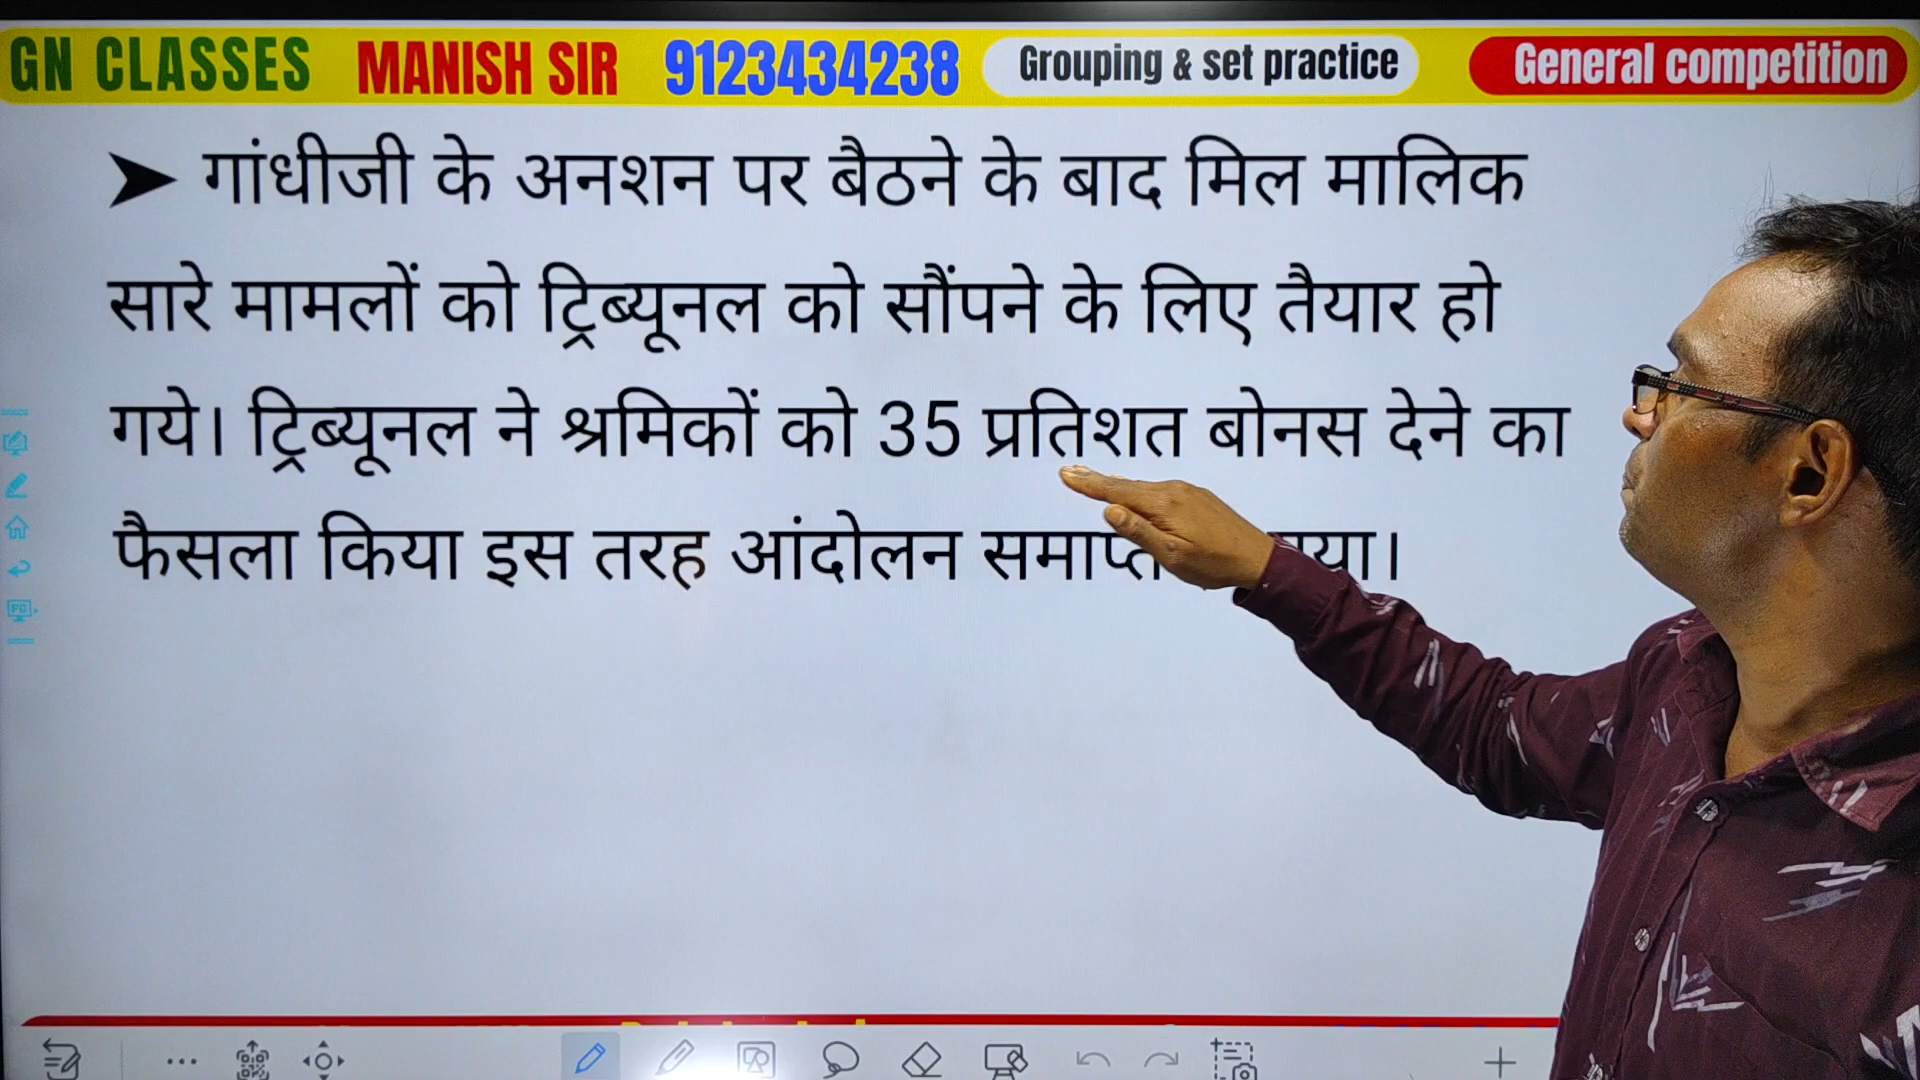 GN CLASSES MANISH SIR 9123434238 Grouping & set practice General competition
➤ गांधीजी के अनशन पर बैठने के बाद मिल मालिक
सारे मामलों को ट्रिब्यूनल को सौंपने के लिए तैयार हो
गये। ट्रिब्यूनल ने श्रमिकों को 35 प्रतिशत बोनस देने का
फैसला किया इस तरह आंदोलन समाप्त